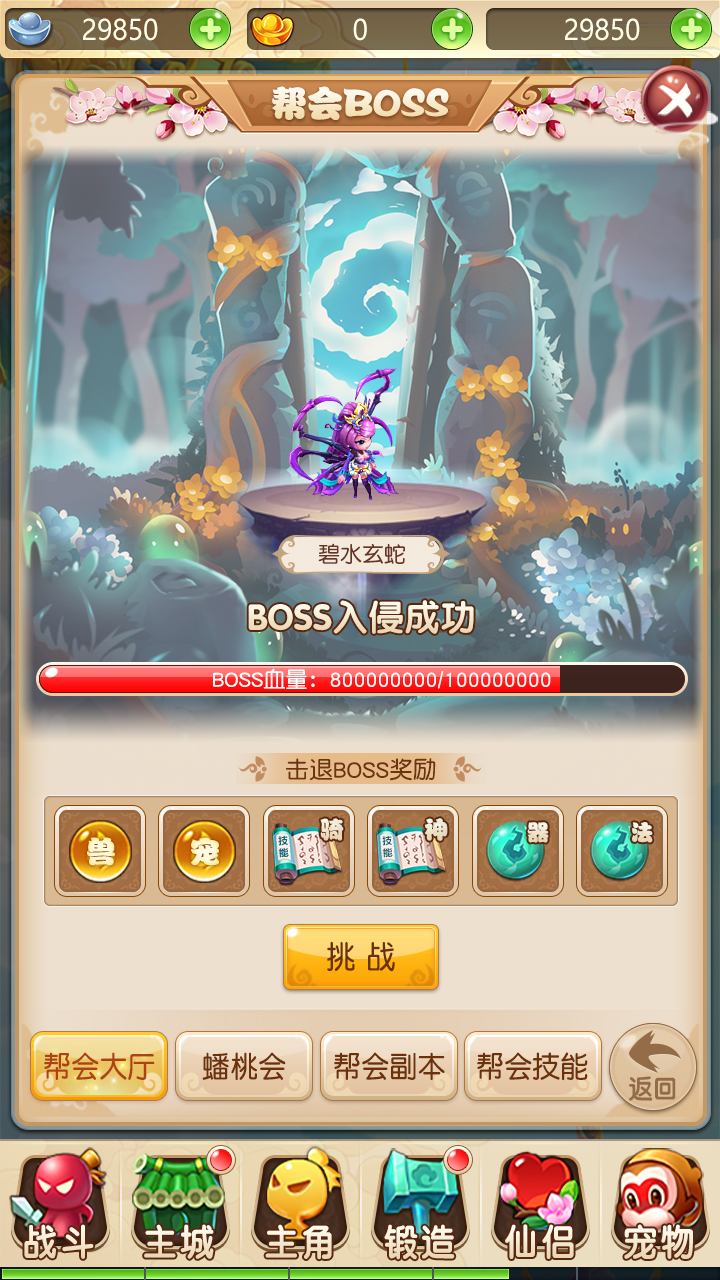 29850
0
29850
帮会BOSS
碧水玄蛇
BOSS入侵成功
BOSS血量：800000000/100000000
击退BOSS奖励
兽
宠
技能 骑
技能 神
器
法
挑 战
帮会大厅
蟠桃会
帮会副本
帮会技能
返回
战斗
主城
主角
锻造
仙侣
宠物